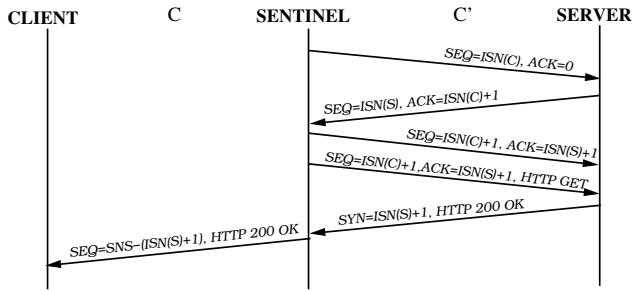 CLIENT C SENTINEL C' SERVER
SEQ=ISN(C), ACK=0
SEQ=ISN(S), ACK=ISN(C)+1
SEQ=ISN(C)+1, ACK=ISN(S)+1
SEQ=ISN(C)+1,ACK=ISN(S)+1, HTTP GET
SYN=ISN(S)+1, HTTP 200 OK
SEQ=SNS-(ISN(S)+1), HTTP 200 OK